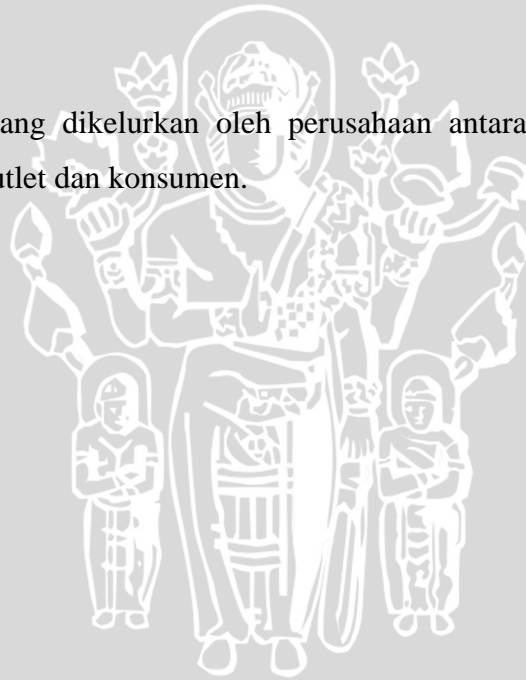 ang dikelurkan oleh perusahaan antara
utlet dan konsumen.